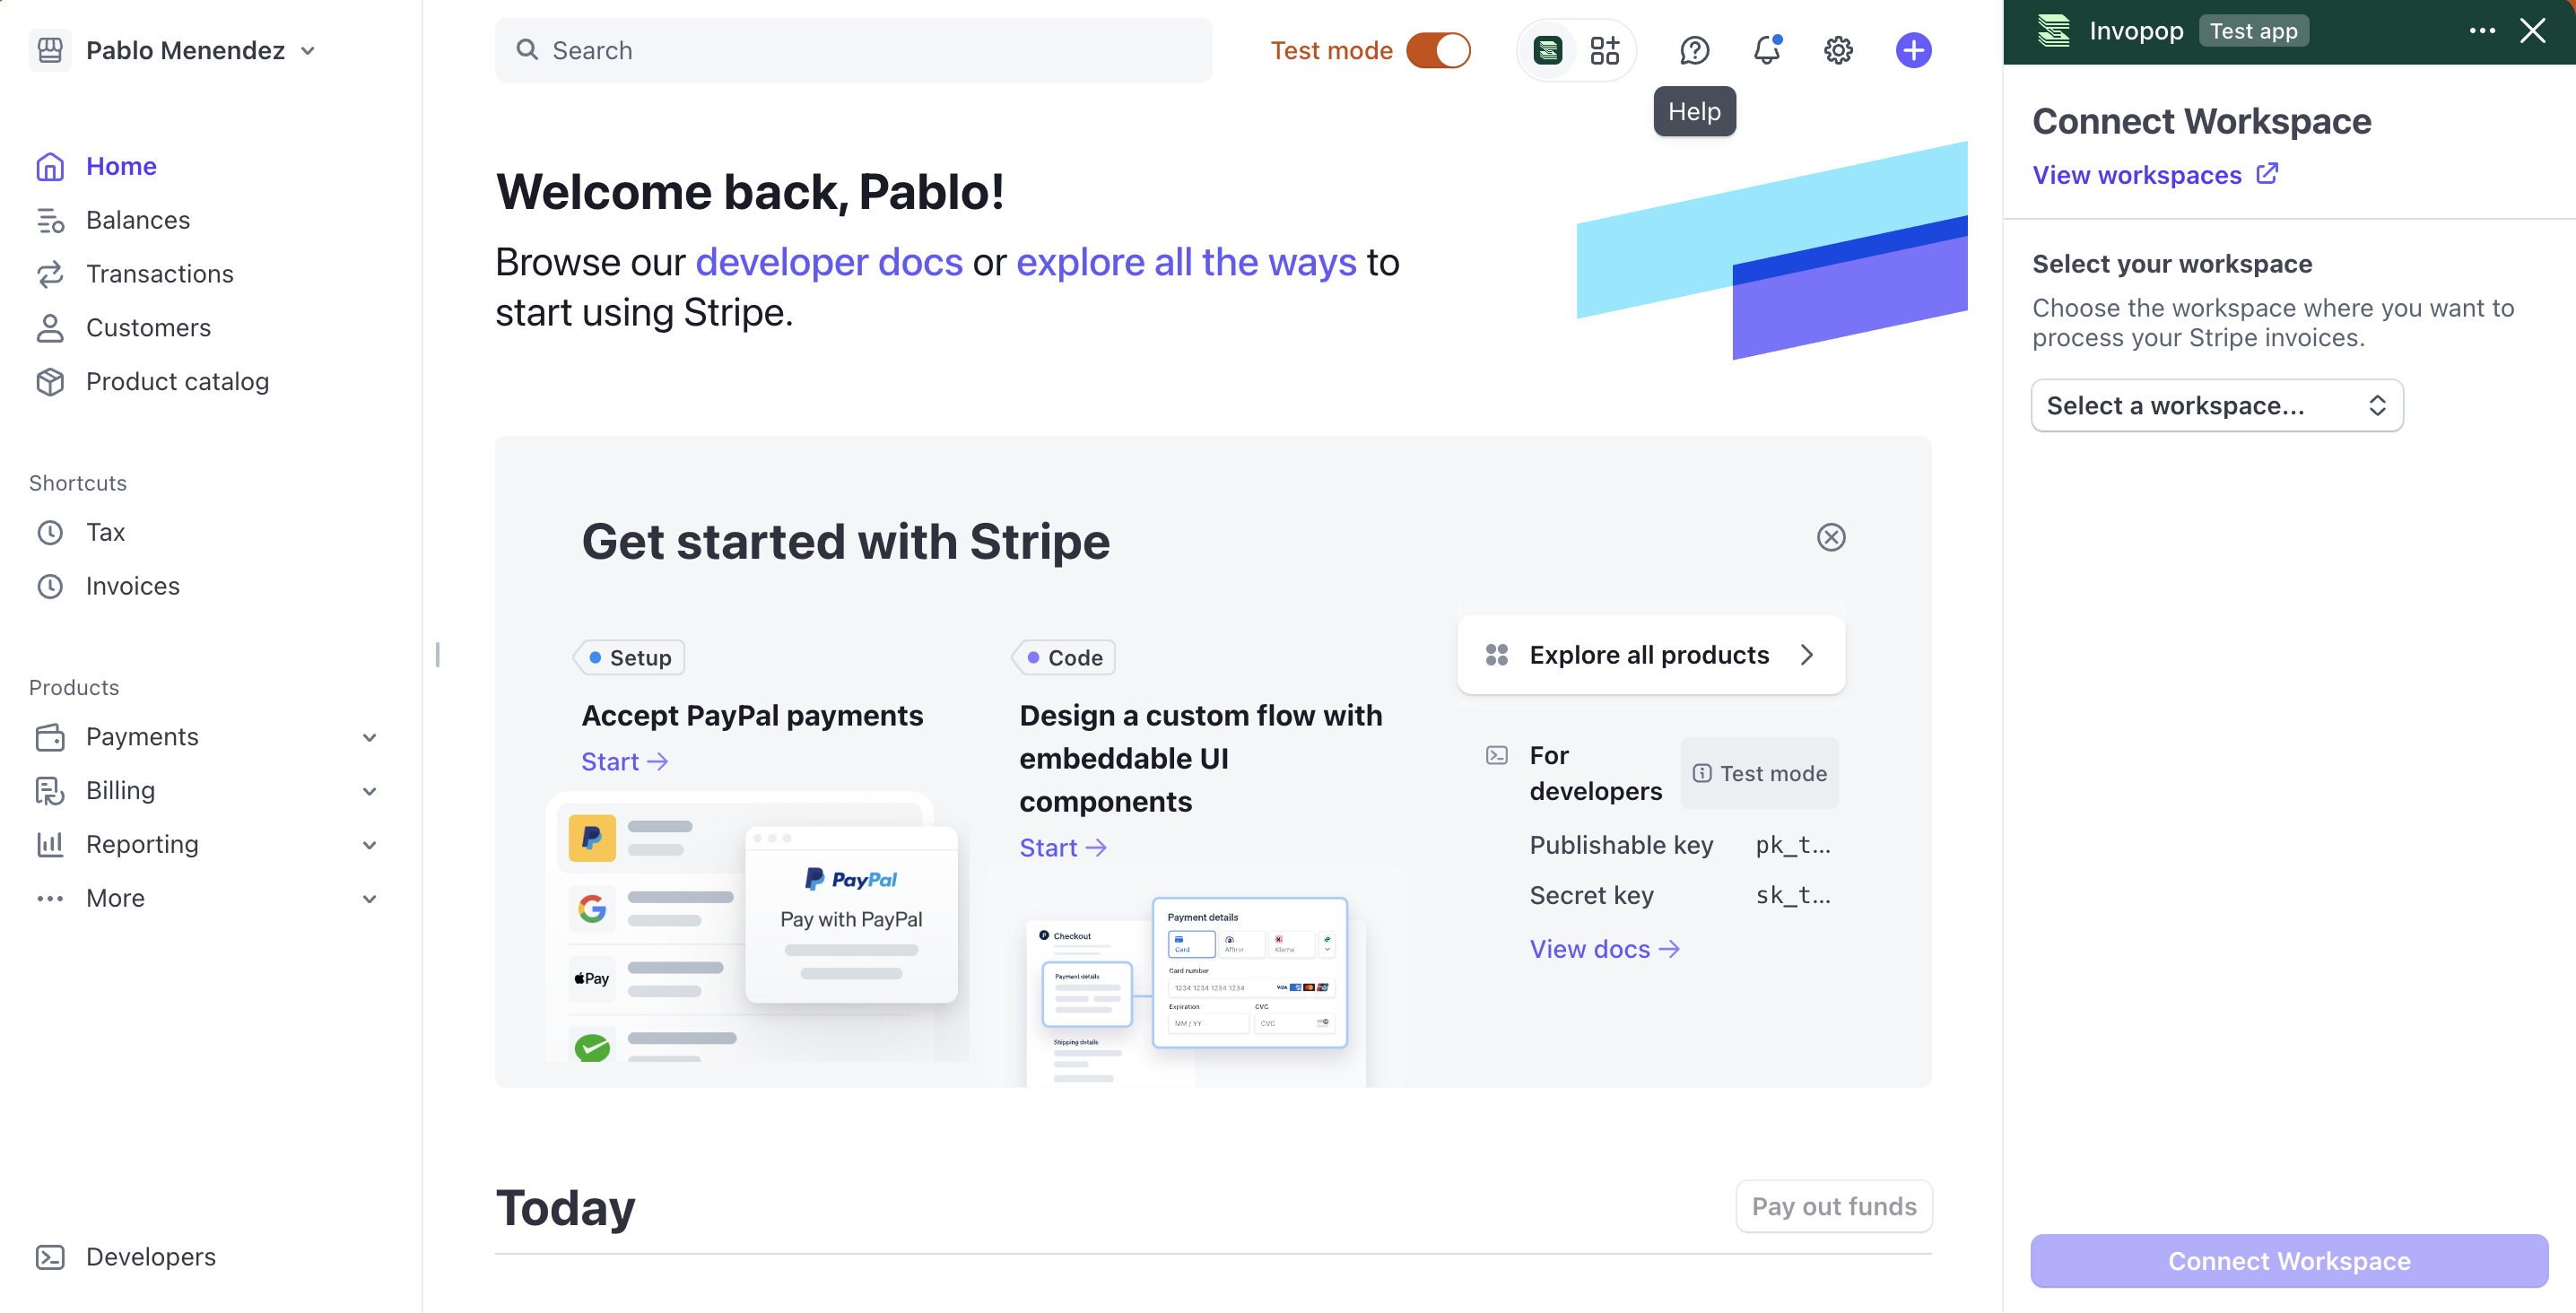 Pablo Menendez
Home
Balances
Transactions
Customers
Product catalog
Shortcuts
Tax
Invoices
Products
Payments
Billing
Reporting
More
Developers
Search
Test mode
Help
Welcome back, Pablo!
Browse our developer docs or explore all the ways to
start using Stripe.
Get started with Stripe
Setup
Accept PayPal payments
Start
Pay
PayPal
Pay with PayPal
Code
Design a custom flow with
embeddable UI
components
Start
Checkout
Payment details
Shipping details
Payment details
Card
Affirm
Klarna
Card number
1234 1234 1234 1234
VISA
Expiration
CVC
MM / YY
CVC
Explore all products
For
developers
Test mode
Publishable key
pk_t...
Secret key
sk_t...
View docs
Today
Pay out funds
Invopop
Test app
Connect Workspace
View workspaces
Select your workspace
Choose the workspace where you want to
process your Stripe invoices.
Select a workspace...
Connect Workspace